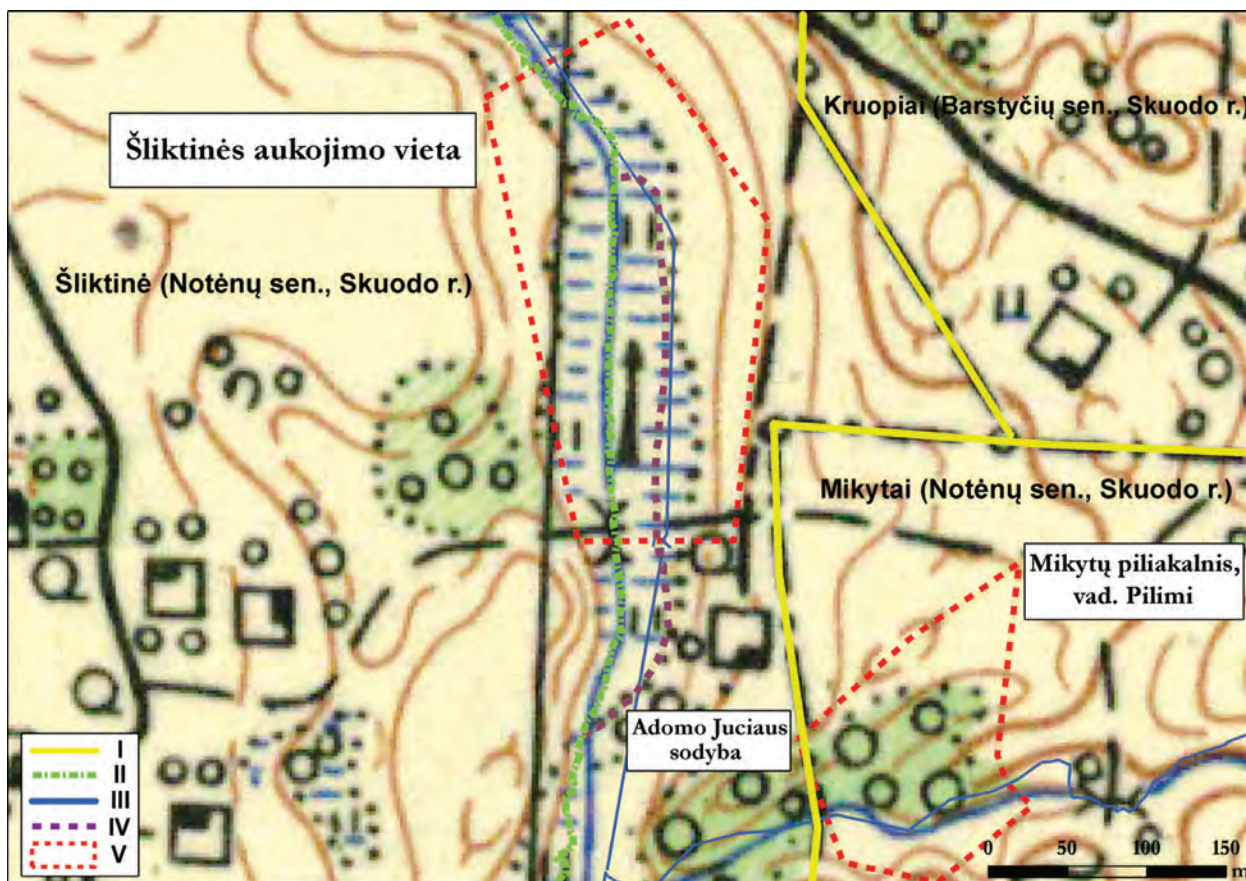 Kruopiai (Barstyčių sen., Skuodo r.)
Šliktinės aukojimo vieta
Šliktinė (Notėnų sen., Skuodo r.)
Mikytai (Notėnų sen., Skuodo r.)
Mikytų piliakalnis,
vad. Pilimi
Adomo Juciaus
sodyba
I
II
III
IV
V
0 50 100 150
m